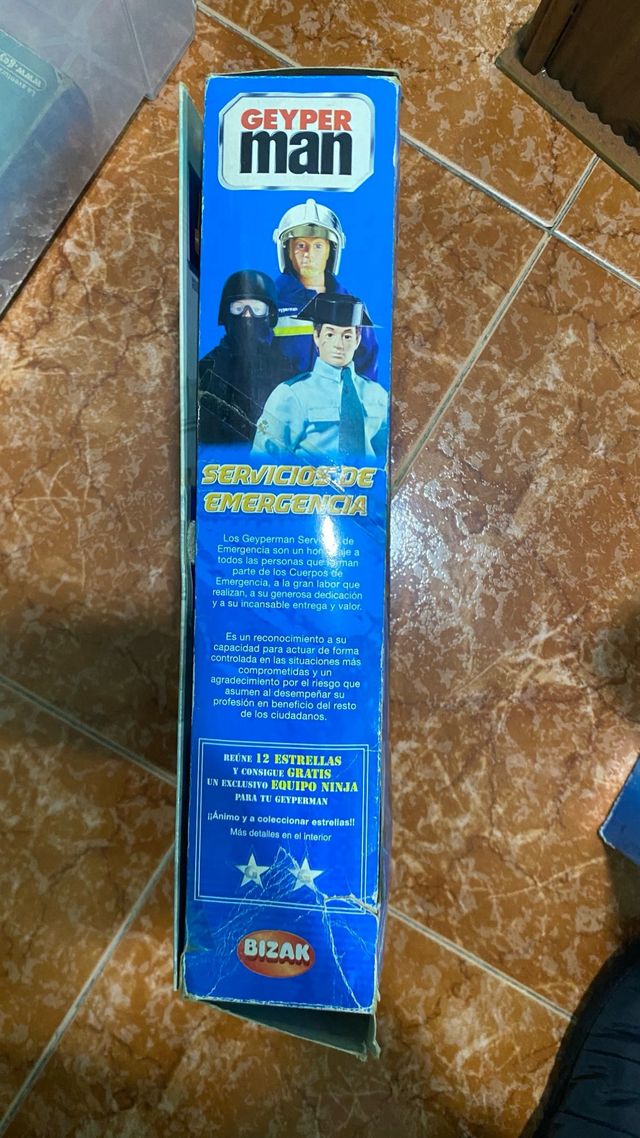 GEYPER
man
SERVICIOS DE
EMERGENCIA
Los Geyperman Servicios de
Emergencia son un homenaje a
todos las personas que forman
parte de los Cuerpos de
Emergencia, a la gran labor que
realizan, a su generosa dedicación
y a su incansable entrega y valor.
Es un reconocimiento a su
capacidad para actuar de forma
controlada en las situaciones más
comprometidas y un
agradecimiento por el riesgo que
asumen al desempeñar su
profesión en beneficio del resto
de los ciudadanos.
REÚNE 12 ESTRELLAS
Y CONSIGUE GRATIS
UN EXCLUSIVO EQUIPO NINJA
PARA TU GEYPERMAN
¡¡Ánimo y a coleccionar estrellas!!
Más detalles en el interior
BIZAK